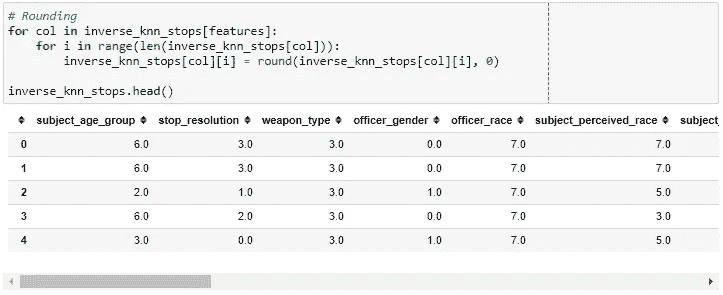 # Rounding
for col in inverse_knn_stops[features]:
    for i in range(len(inverse_knn_stops[col])):
        inverse_knn_stops[col][i] = round(inverse_knn_stops[col][i], 0)
inverse_knn_stops.head()
subject_age_group stop_resolution weapon_type officer_gender officer_race subject_perceived_race subject_
0 6.0 3.0 3.0 0.0 7.0 7.0
1 6.0 3.0 3.0 0.0 7.0 7.0
2 2.0 1.0 3.0 1.0 7.0 5.0
3 6.0 2.0 3.0 0.0 7.0 3.0
4 3.0 0.0 3.0 1.0 7.0 5.0